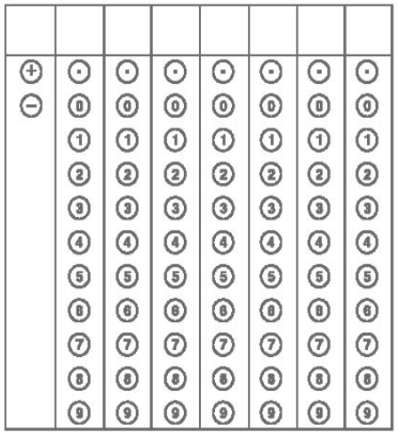 + . . . . . . .
− 0 0 0 0 0 0 0
1 1 1 1 1 1 1
2 2 2 2 2 2 2
3 3 3 3 3 3 3
4 4 4 4 4 4 4
5 5 5 5 5 5 5
6 6 6 6 6 6 6
7 7 7 7 7 7 7
8 8 8 8 8 8 8
9 9 9 9 9 9 9